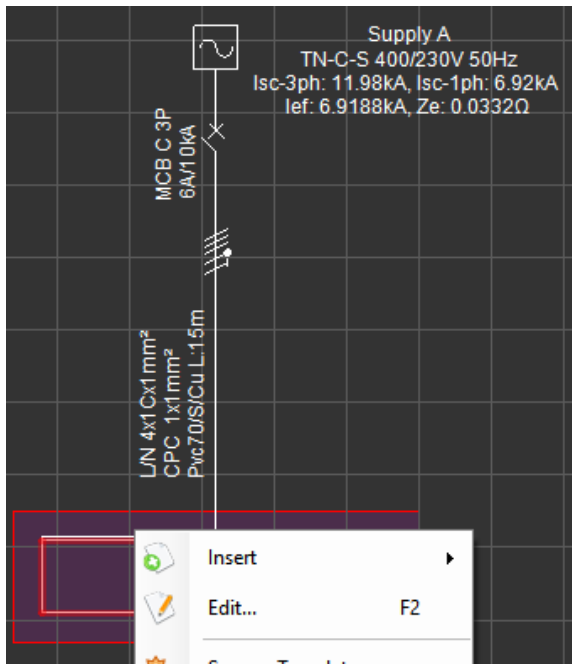 Supply A
TN-C-S 400/230V 50Hz
Isc-3ph: 11.98kA, Isc-1ph: 6.92kA
Ief: 6.9188kA, Ze: 0.0332Ω
MCB C 3P
6A/10kA
L/N 4x1Cx1mm²
CPC 1x1mm²
Pvc70/S/Cu L:15m
Insert
Edit... F2